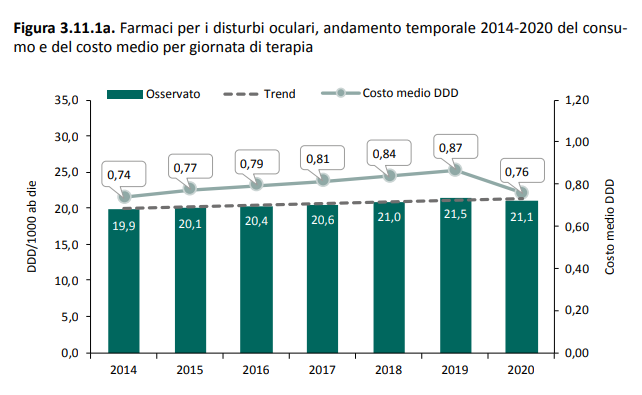 Figura 3.11.1a. Farmaci per i disturbi oculari, andamento temporale 2014-2020 del consu-
mo e del costo medio per giornata di terapia
Osservato Trend Costo medio DDD
35,0
30,0
25,0
20,0
15,0
10,0
5,0
0,0
DDD/1000 ab die
0,74 0,77 0,79 0,81 0,84 0,87 0,76
19,9 20,1 20,4 20,6 21,0 21,5 21,1
2014 2015 2016 2017 2018 2019 2020
1,20
1,00
0,80
0,60
0,40
0,20
0,00
Costo medio DDD